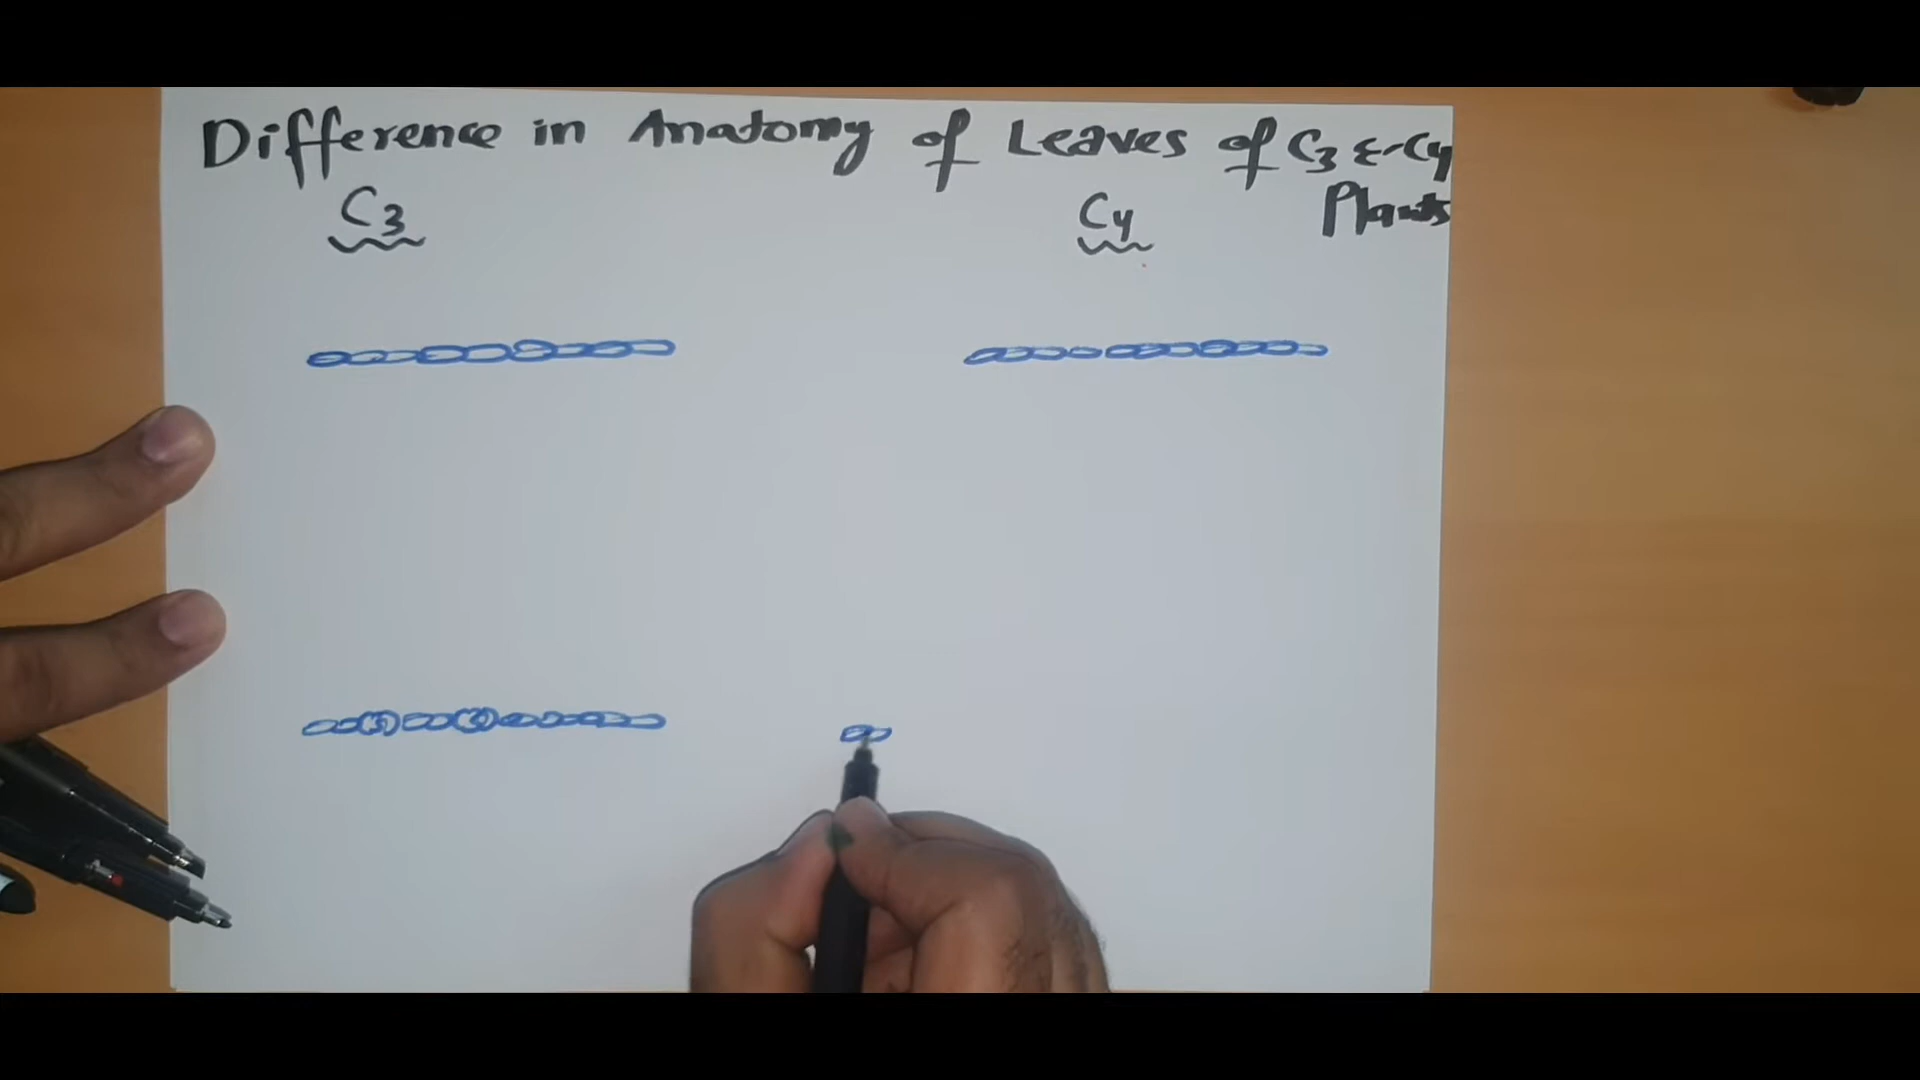 Difference in Anatomy of Leaves of C3 & C4
Plants
C3
C4